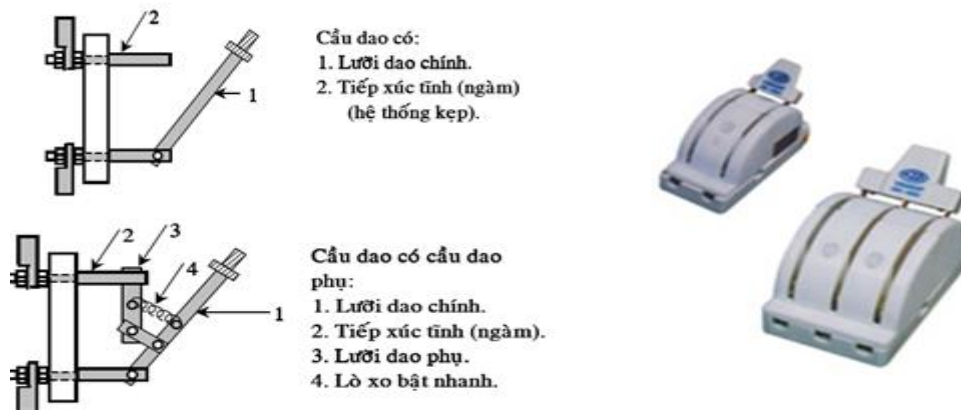 2
1
Cầu dao có:
1. Lưỡi dao chính.
2. Tiếp xúc tĩnh (ngàm)
(hệ thống kẹp).
2
3
4
1
Cầu dao có cầu dao
phụ:
1. Lưỡi dao chính.
2. Tiếp xúc tĩnh (ngàm).
3. Lưỡi dao phụ.
4. Lò xo bật nhanh.